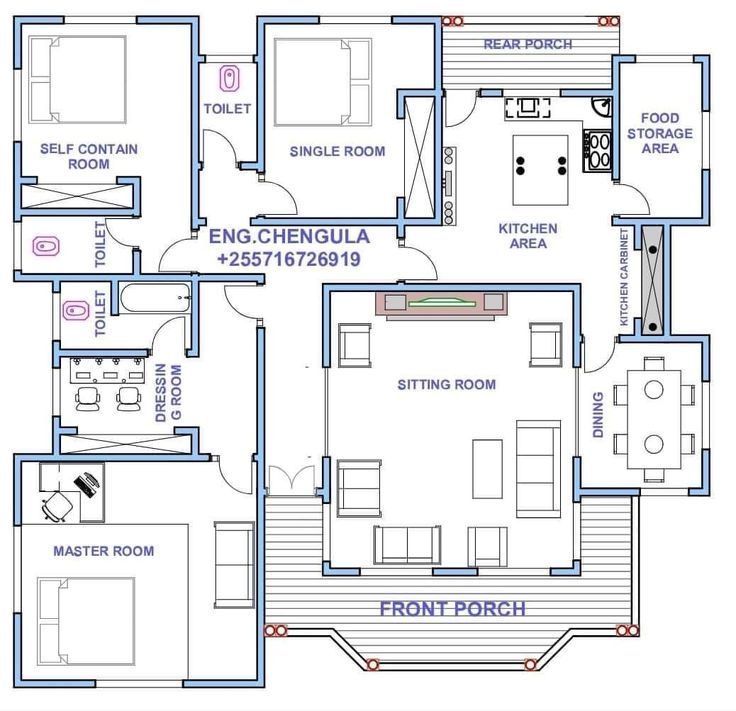 REAR PORCH
TOILET
SELF CONTAIN
ROOM
SINGLE ROOM
FOOD
STORAGE
AREA
KITCHEN
AREA
TOILET
ENG.CHENGULA
+255716726919
KITCHEN CARBINET
TOILET
DRESSIN
G ROOM
SITTING ROOM
DINING
MASTER ROOM
FRONT PORCH